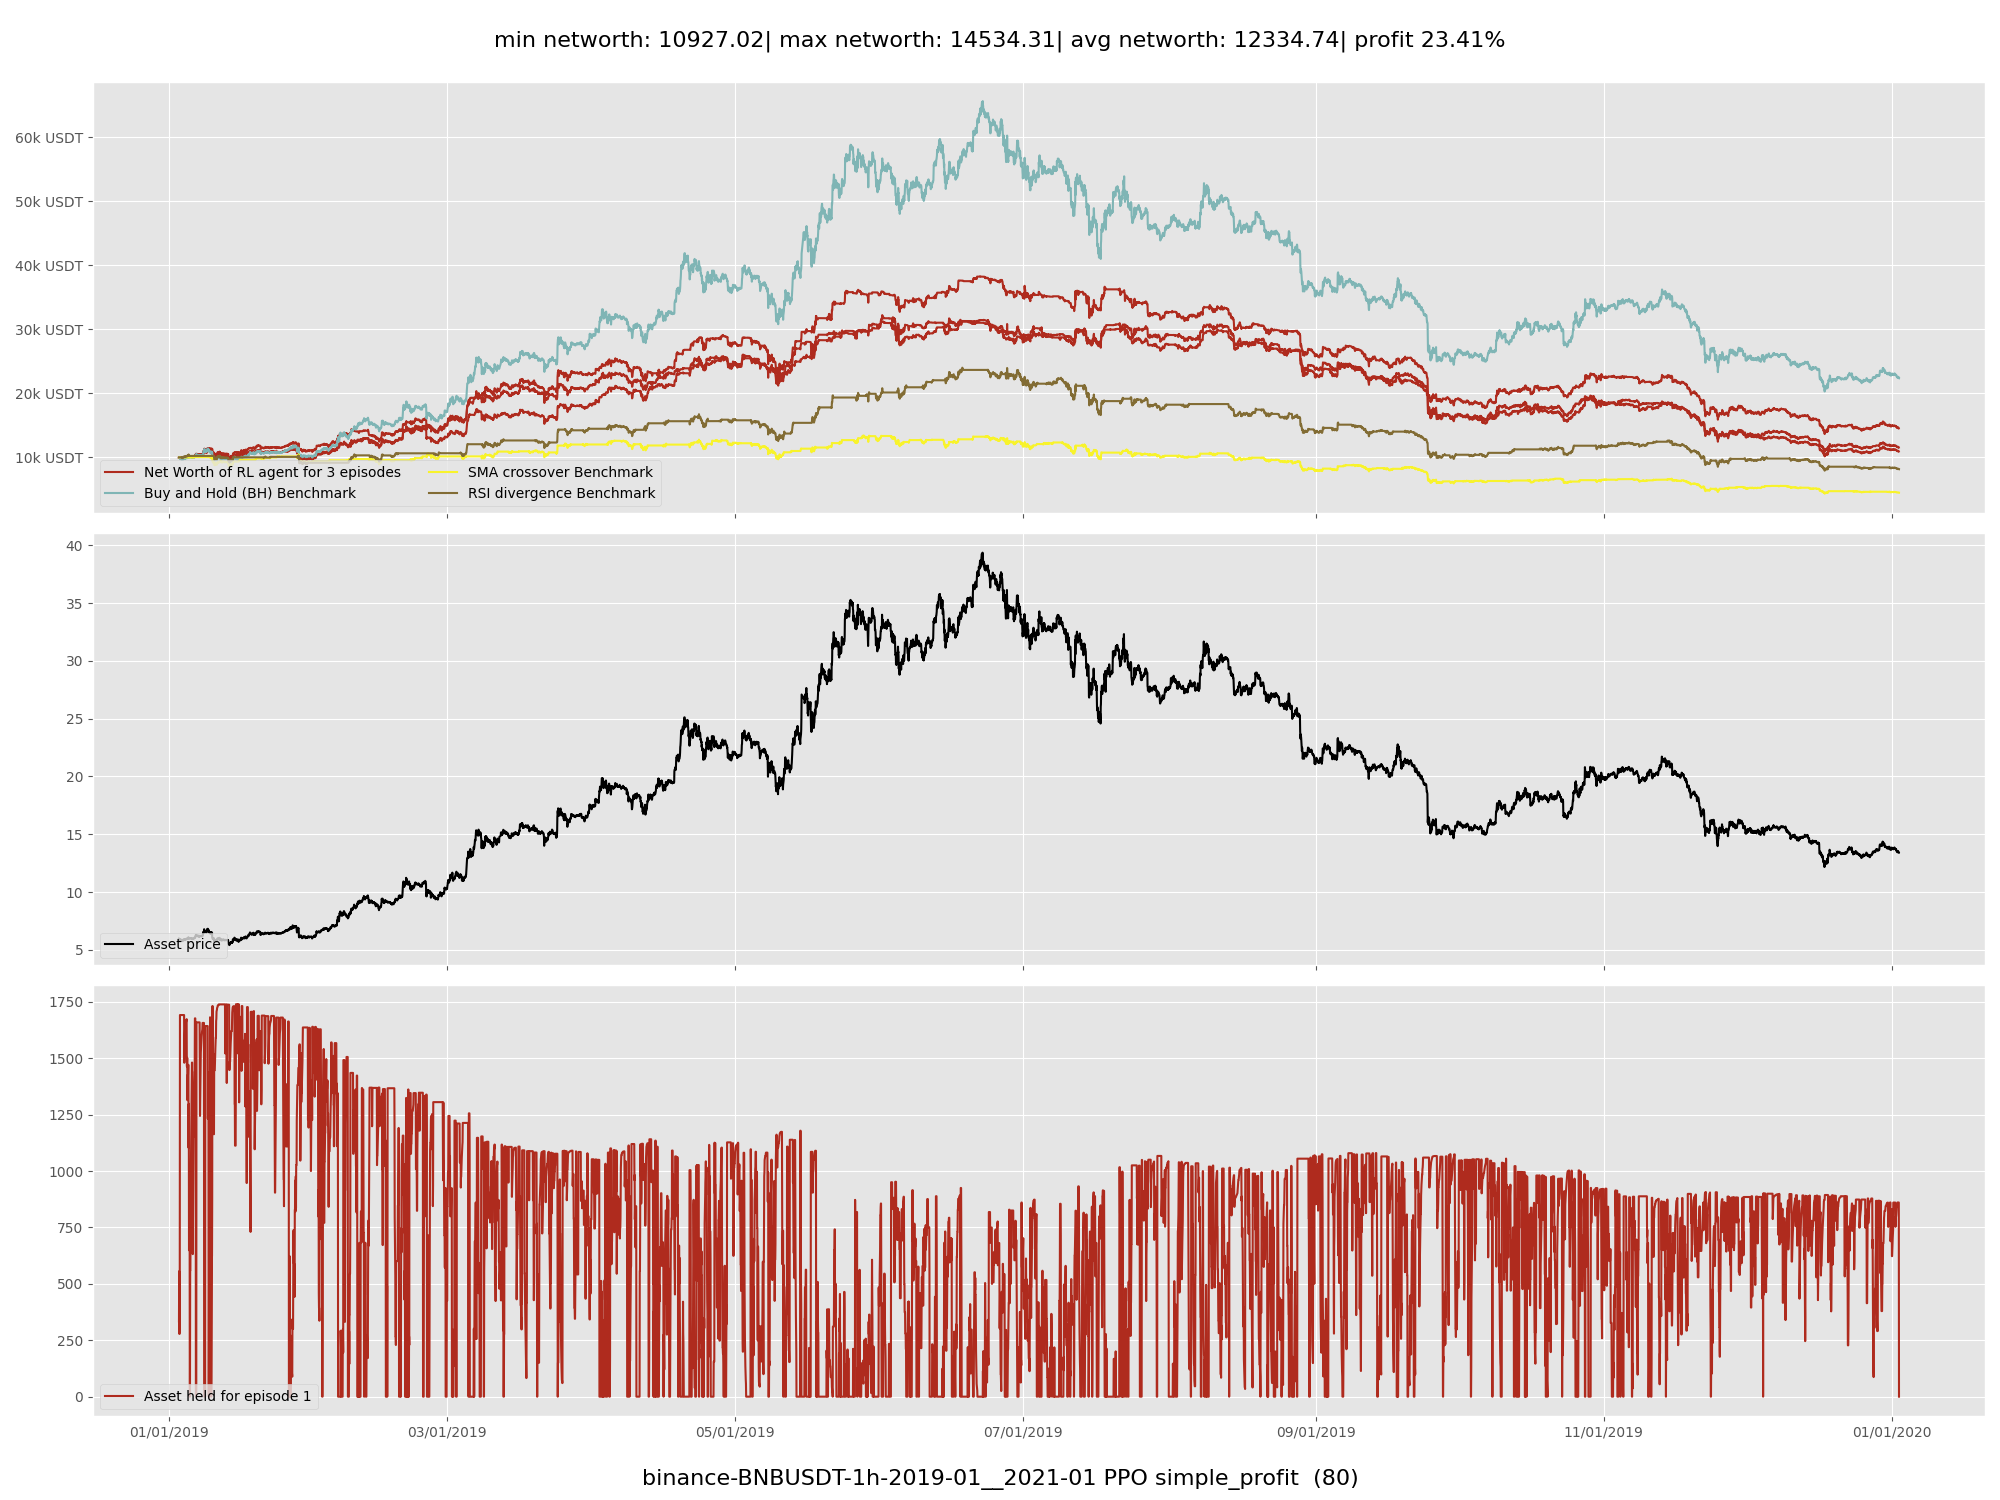 min networth: 10927.02| max networth: 14534.31| avg networth: 12334.74| profit 23.41%
60k USDT
50k USDT
40k USDT
30k USDT
20k USDT
10k USDT
Net Worth of RL agent for 3 episodes
Buy and Hold (BH) Benchmark
SMA crossover Benchmark
RSI divergence Benchmark
40
35
30
25
20
15
10
5
Asset price
1750
1500
1250
1000
750
500
250
0
Asset held for episode 1
01/01/2019
03/01/2019
05/01/2019
07/01/2019
09/01/2019
11/01/2019
01/01/2020
binance-BNBUSDT-1h-2019-01__2021-01 PPO simple_profit  (80)